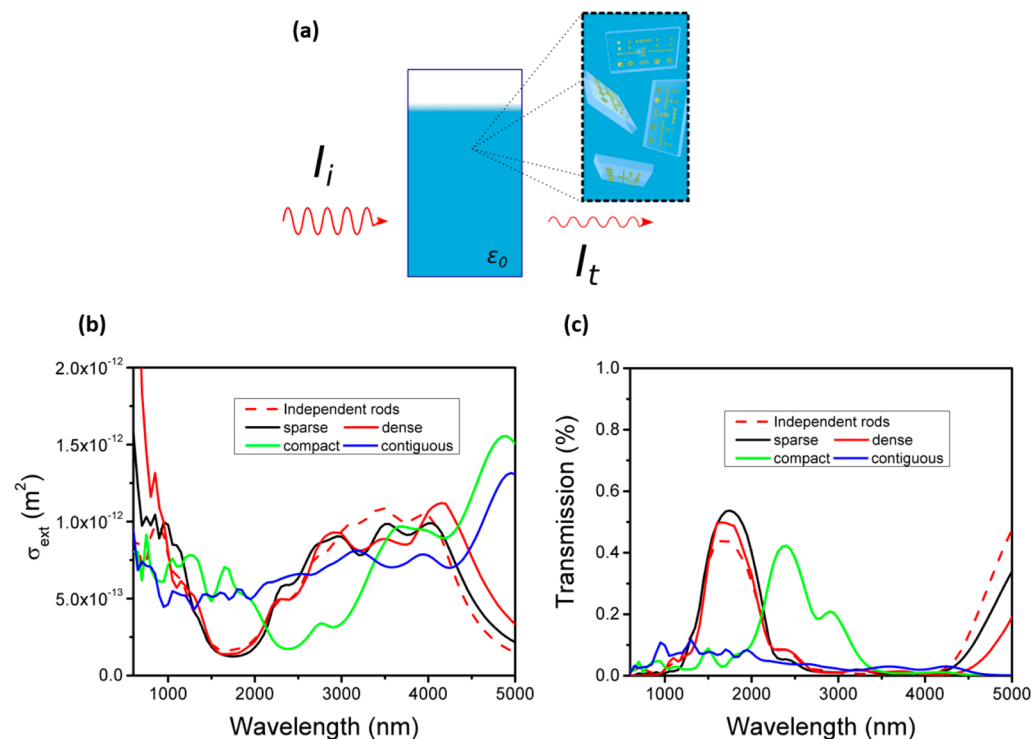 (a)
I_i
ε_0
I_t
(b)
(c)
2.0x10^-12
1.5x10^-12
1.0x10^-12
5.0x10^-13
0.0
σ_ext (m^2)
Independent rods
sparse dense
compact contiguous
1000 2000 3000 4000 5000
Wavelength (nm)
1.0
0.8
0.6
0.4
0.2
0.0
Transmission (%)
Independent rods
sparse dense
compact contiguous
1000 2000 3000 4000 5000
Wavelength (nm)